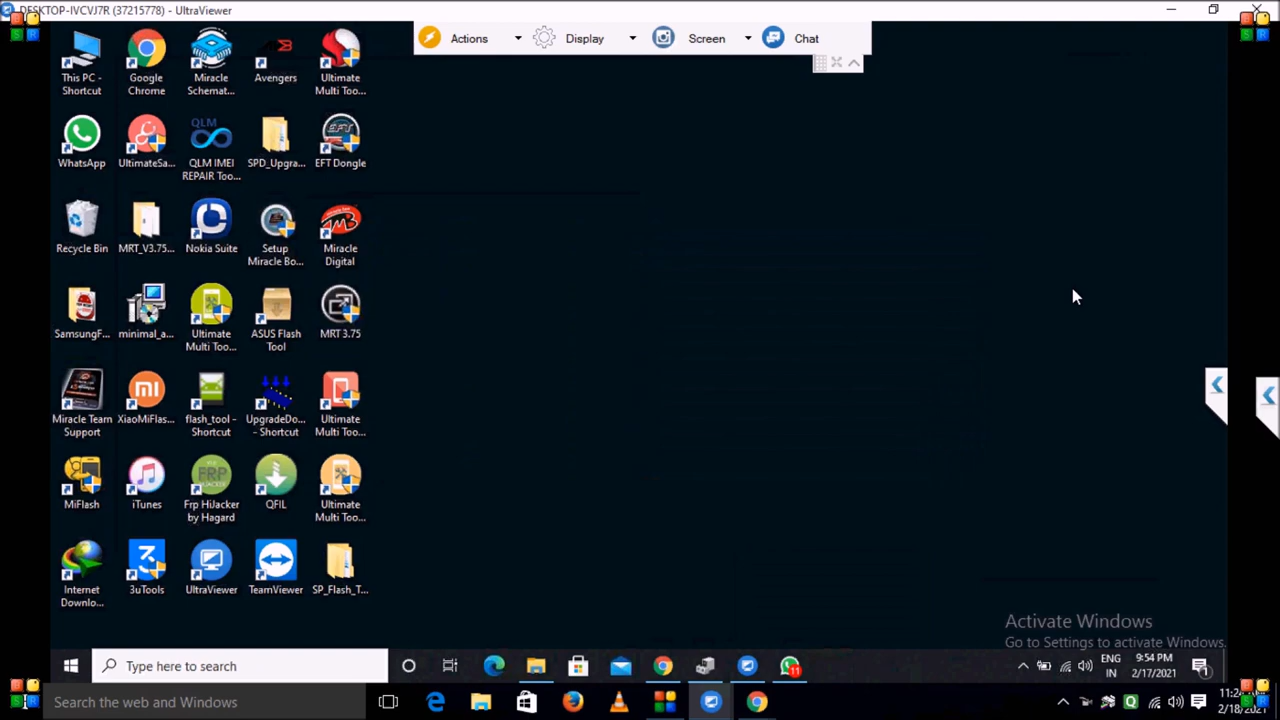 DESKTOP-IVCVJ7R (37215778) - UltraViewer
Actions
Display
Screen
Chat
This PC - Shortcut
Google Chrome
Miracle Schemat...
Avengers
Ultimate Multi Too...
WhatsApp
UltimateSa...
QLM IMEI REPAIR Too...
SPD_Upgra...
EFT Dongle
Recycle Bin
MRT_V3.75...
Nokia Suite
Setup Miracle Bo...
Miracle Digital
SamsungF...
minimal_a...
Ultimate Multi Too...
ASUS Flash Tool
MRT 3.75
Miracle Team Support
XiaoMiFlas...
flash_tool - Shortcut
UpgradeDo... - Shortcut
Ultimate Multi Too...
MiFlash
iTunes
Frp HiJacker by Hagard
QFIL
Ultimate Multi Too...
Internet Downlo...
3uTools
UltraViewer
TeamViewer
SP_Flash_T...
Activate Windows
Go to Settings to activate Windows.
Type here to search
11
ENG
IN
9:54 PM
2/17/2021
1
Search the web and Windows
2/18/2021